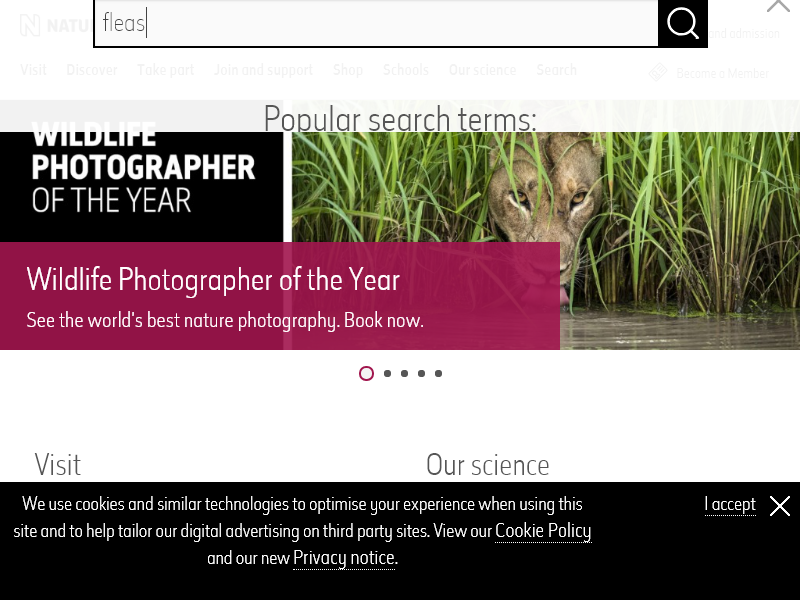 NATU
fleas
and admission
Visit Discover Take part Join and support Shop Schools Our science Search
Become a Member
Popular search terms:
WILDLIFE
PHOTOGRAPHER
OF THE YEAR
Wildlife Photographer of the Year
See the world's best nature photography. Book now.
Visit
Our science
We use cookies and similar technologies to optimise your experience when using this
site and to help tailor our digital advertising on third party sites. View our Cookie Policy
and our new Privacy notice.
I accept